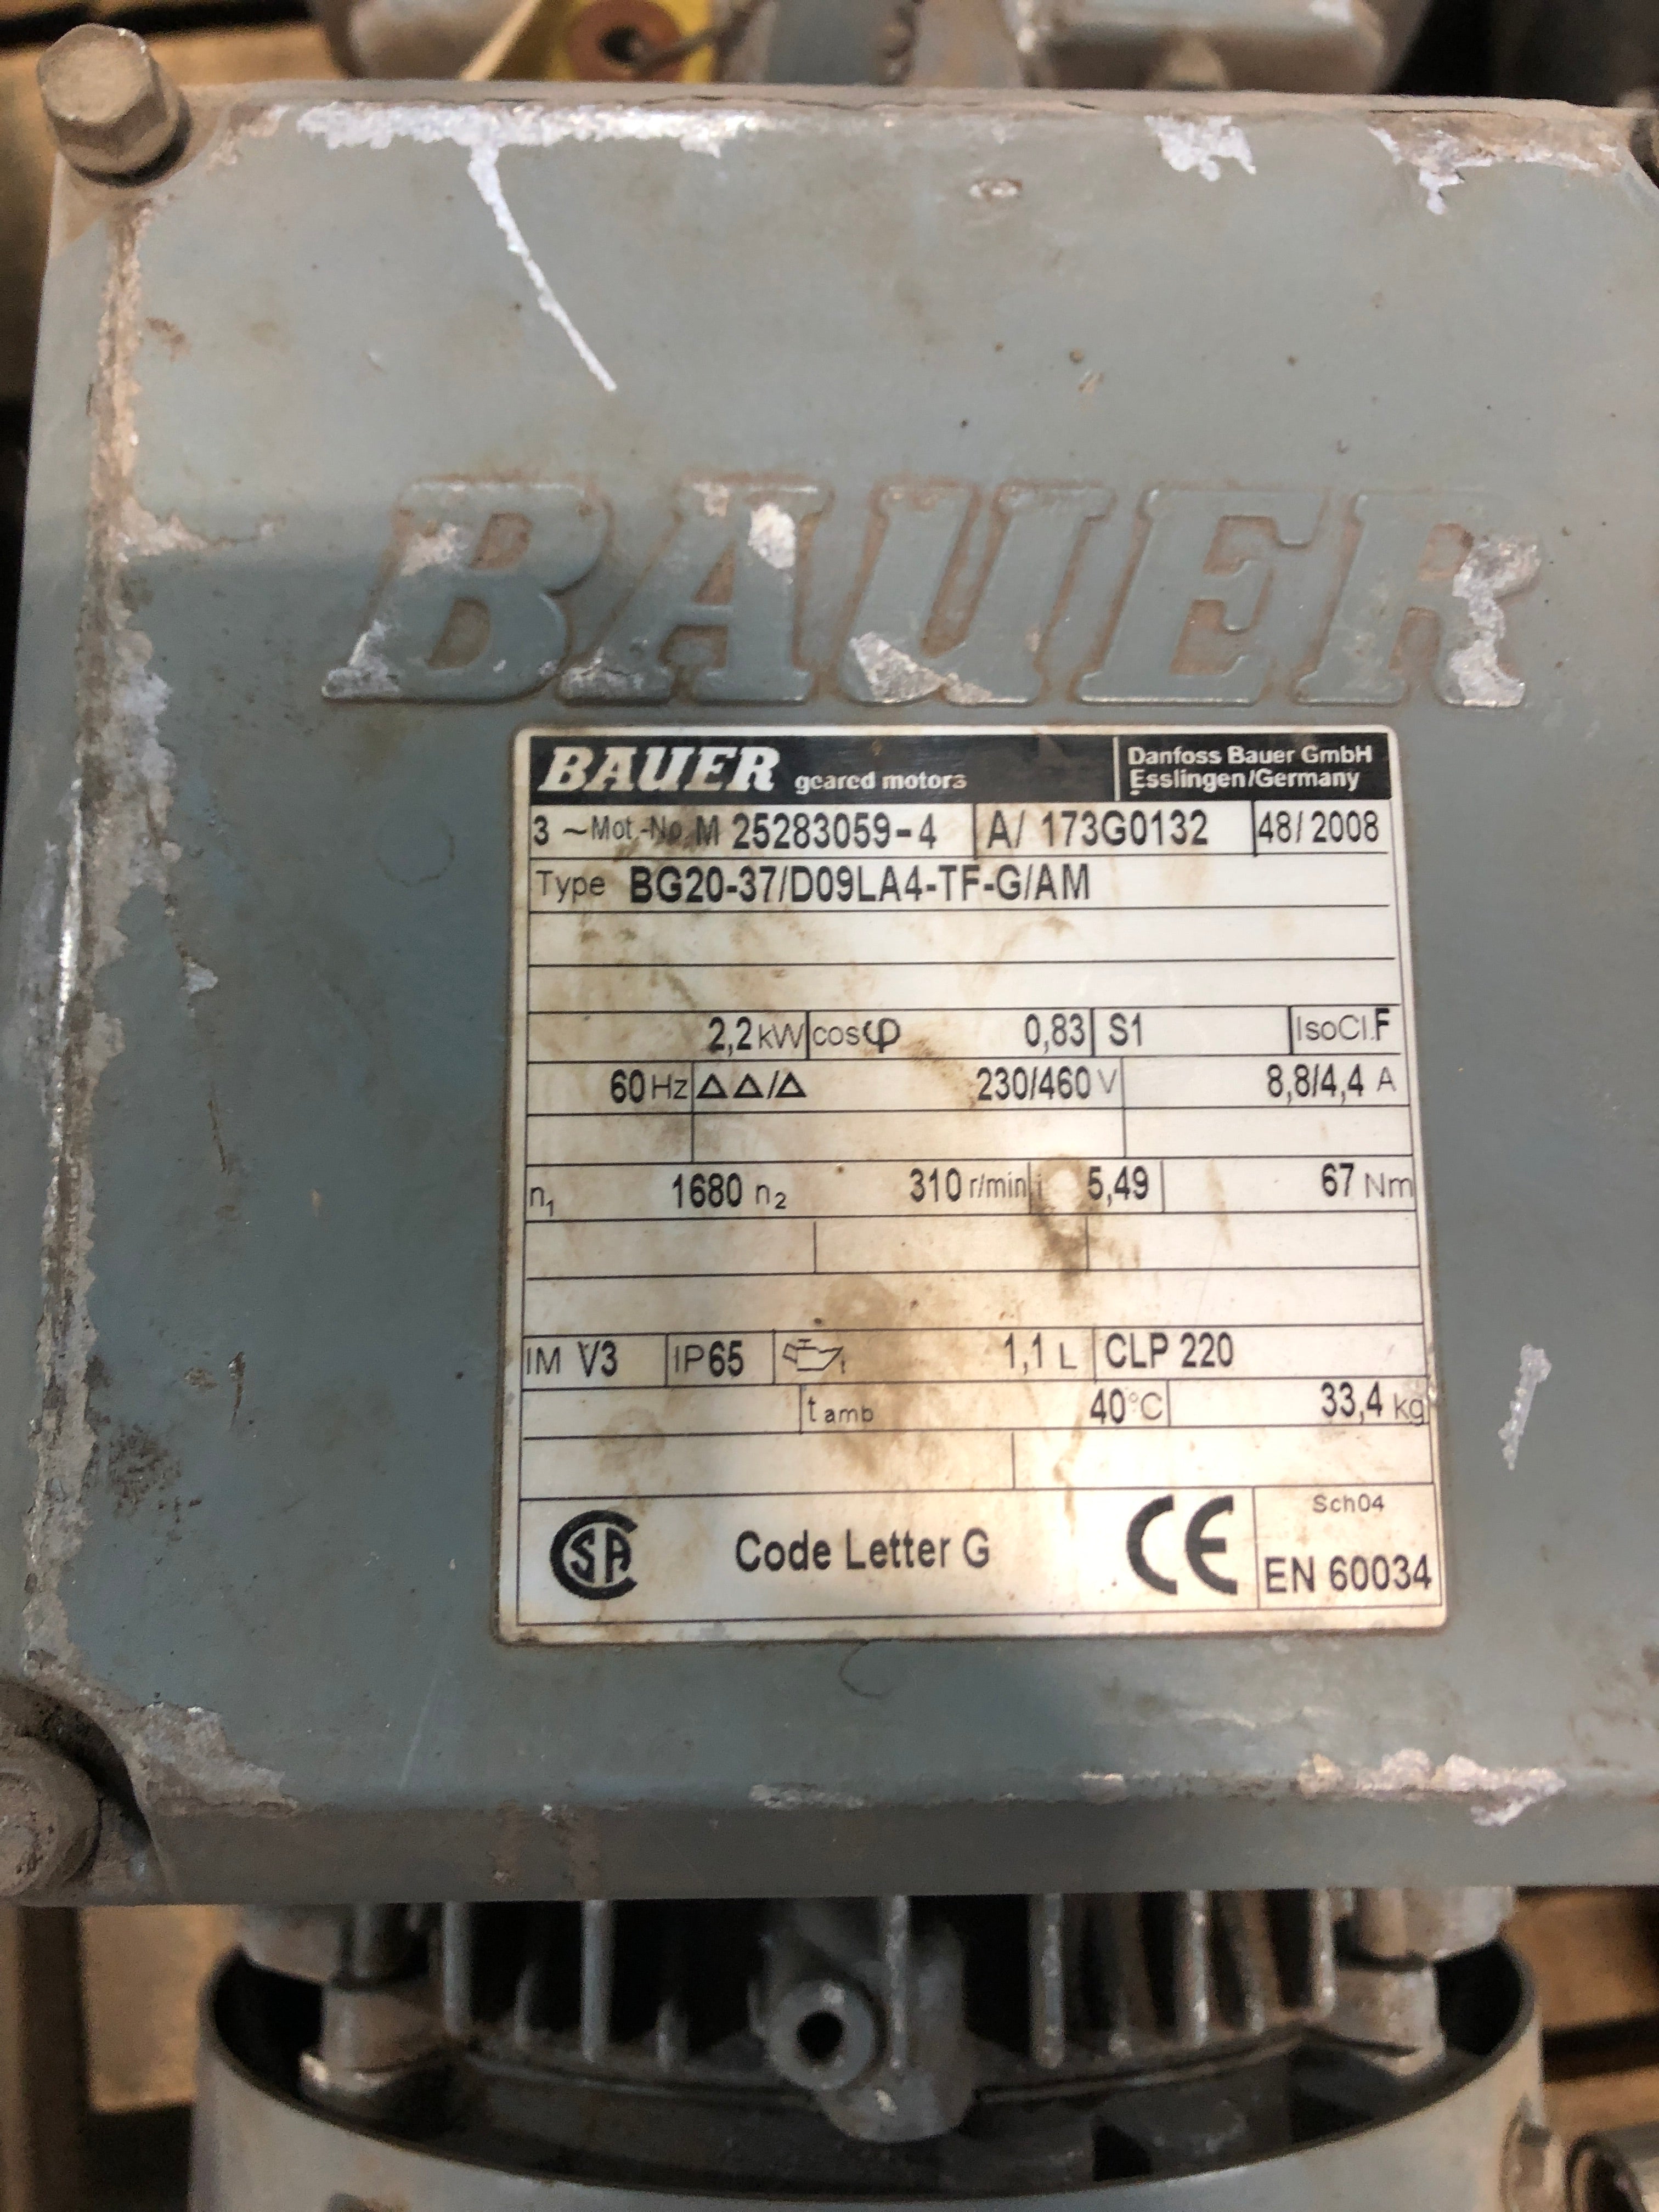 BAUER
BAUER geared motors Danfoss Bauer GmbH
Esslingen/Germany
3 ~ Mot.-No. M 25283059-4 A/ 173G0132 48/2008
Type BG20-37/D09LA4-TF-G/AM
2,2 kW cosφ 0,83 S1 IsoCl.F
60 Hz △△/△ 230/460 V 8,8/4,4 A
n1 1680 n2 310 r/min i 5,49 67 Nm
IM V3 IP65 1,1 L CLP 220
tamb 40°C 33,4 kg
CSA Code Letter G CE Sch04
EN 60034